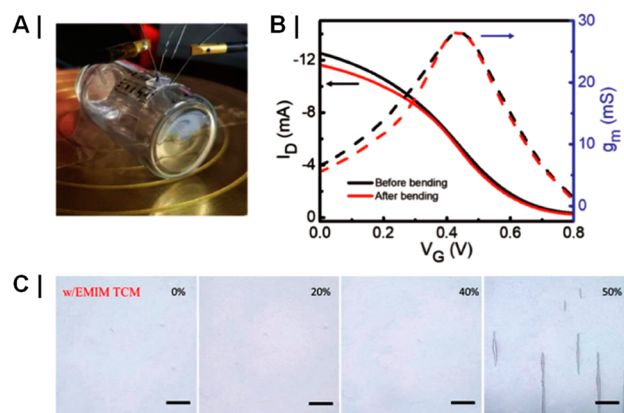 A |
B |
-12
-8
-4
0
I_D (mA)
30
20
10
0
g_m (mS)
Before bending
After bending
0.0 0.2 0.4 0.6 0.8
V_G (V)
C |
w/EMIM TCM 0% 20% 40% 50%